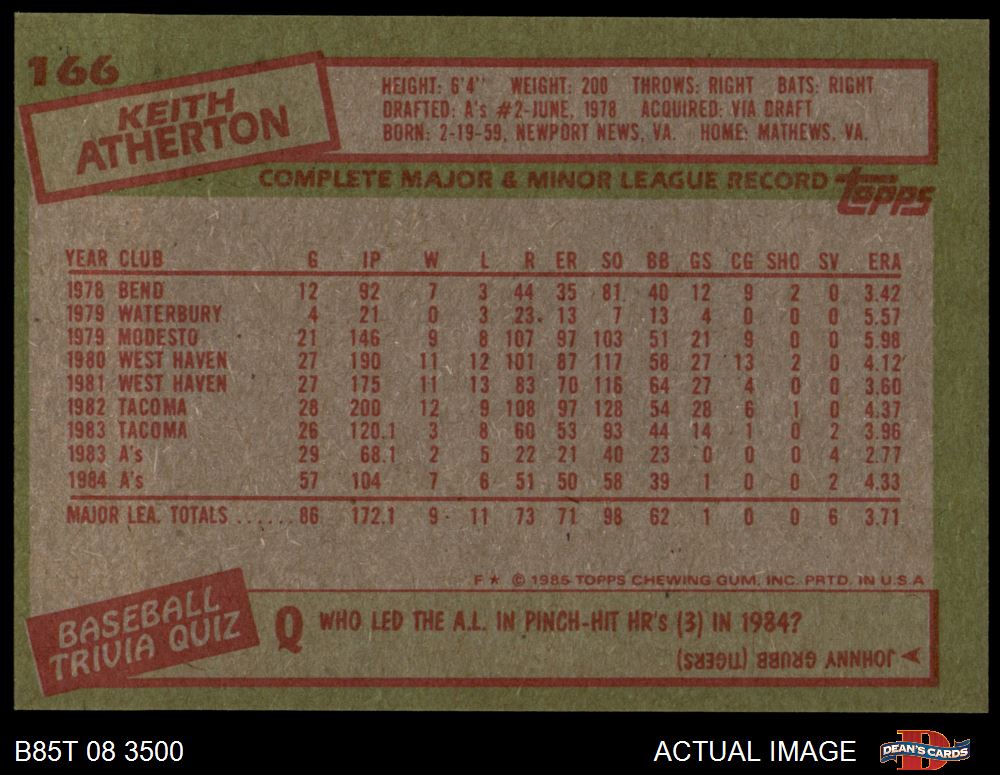 166
KEITH
ATHERTON
HEIGHT: 6'4" WEIGHT: 200 THROWS: RIGHT BATS: RIGHT
DRAFTED: A's #2-JUNE, 1978 ACQUIRED: VIA DRAFT
BORN: 2-19-59, NEWPORT NEWS, VA. HOME: MATHEWS, VA.
COMPLETE MAJOR & MINOR LEAGUE RECORD topps
YEAR CLUB G IP W L R ER SO BB GS CG SHO SV ERA
1978 BEND 12 92 7 3 44 35 81 40 12 9 2 0 3.42
1979 WATERBURY 4 21 0 3 23 13 7 13 4 0 0 0 5.57
1979 MODESTO 21 146 9 8 107 97 103 51 21 9 0 0 5.98
1980 WEST HAVEN 27 190 11 12 101 87 117 58 27 13 2 0 4.12
1981 WEST HAVEN 27 175 11 13 83 70 116 64 27 4 0 0 3.60
1982 TACOMA 28 200 12 9 108 97 128 54 28 6 1 0 4.37
1983 TACOMA 26 120.1 3 8 60 53 93 44 14 1 0 2 3.96
1983 A's 29 68.1 2 5 22 21 40 23 0 0 0 4 2.77
1984 A's 57 104 7 6 51 50 58 39 1 0 0 2 4.33
MAJOR LEA. TOTALS ...... 86 172.1 9 11 73 71 98 62 1 0 0 6 3.71
F ★ © 1985 TOPPS CHEWING GUM, INC. PRTD. IN U.S.A
BASEBALL
TRIVIA QUIZ
Q WHO LED THE A.L. IN PINCH-HIT HR's (3) IN 1984?
JOHNNY GRUBB (TIGERS)
B85T 08 3500
ACTUAL IMAGE
D
DEAN'S CARDS